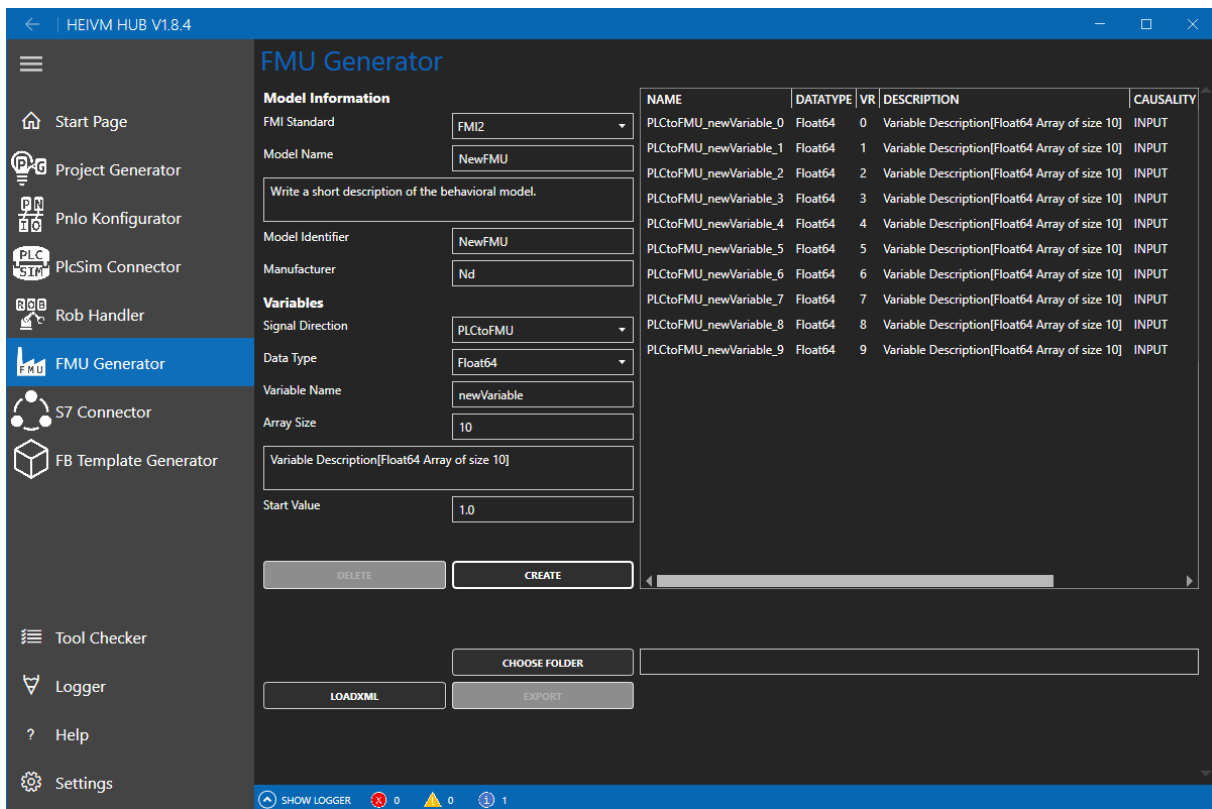 HEIVM HUB V1.8.4
Start Page
Project Generator
PnIo Konfigurator
PlcSim Connector
Rob Handler
FMU Generator
S7 Connector
FB Template Generator
Tool Checker
Logger
Help
Settings
FMU Generator
Model Information
FMI Standard FMI2
Model Name NewFMU
Write a short description of the behavioral model.
Model Identifier NewFMU
Manufacturer Nd
Variables
Signal Direction PLCtoFMU
Data Type Float64
Variable Name newVariable
Array Size 10
Variable Description[Float64 Array of size 10]
Start Value 1.0
DELETE CREATE
CHOOSE FOLDER
LOADXML EXPORT
NAME DATATYPE VR DESCRIPTION CAUSALITY
PLCtoFMU_newVariable_0 Float64 0 Variable Description[Float64 Array of size 10] INPUT
PLCtoFMU_newVariable_1 Float64 1 Variable Description[Float64 Array of size 10] INPUT
PLCtoFMU_newVariable_2 Float64 2 Variable Description[Float64 Array of size 10] INPUT
PLCtoFMU_newVariable_3 Float64 3 Variable Description[Float64 Array of size 10] INPUT
PLCtoFMU_newVariable_4 Float64 4 Variable Description[Float64 Array of size 10] INPUT
PLCtoFMU_newVariable_5 Float64 5 Variable Description[Float64 Array of size 10] INPUT
PLCtoFMU_newVariable_6 Float64 6 Variable Description[Float64 Array of size 10] INPUT
PLCtoFMU_newVariable_7 Float64 7 Variable Description[Float64 Array of size 10] INPUT
PLCtoFMU_newVariable_8 Float64 8 Variable Description[Float64 Array of size 10] INPUT
PLCtoFMU_newVariable_9 Float64 9 Variable Description[Float64 Array of size 10] INPUT
SHOW LOGGER 0 0 1